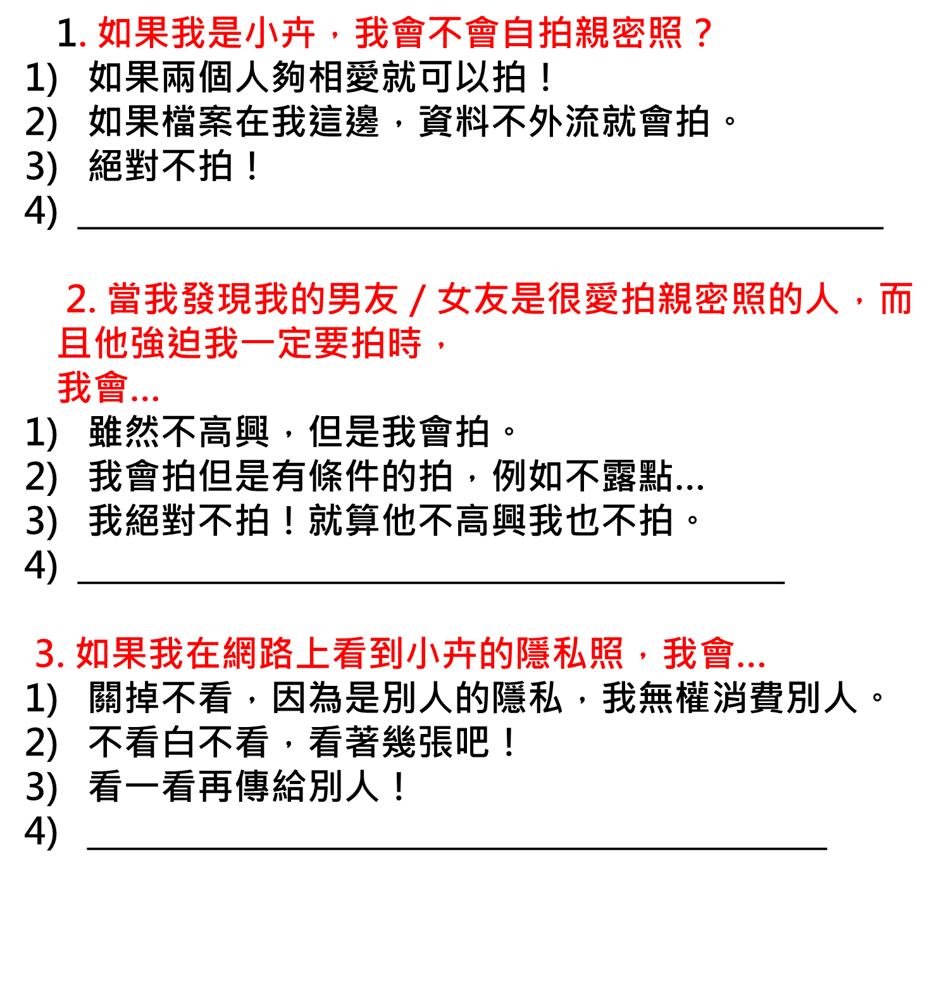 1. 如果我是小卉，我會不會自拍親密照？
1) 如果兩個人夠相愛就可以拍！
2) 如果檔案在我這邊，資料不外流就會拍。
3) 絕對不拍！
4) ______________________________
2. 當我發現我的男友／女友是很愛拍親密照的人，而
且他強迫我一定要拍時，
我會...
1) 雖然不高興，但是我會拍。
2) 我會拍但是有條件的拍，例如不露點...
3) 我絕對不拍！就算他不高興我也不拍。
4) ______________________________
3. 如果我在網路上看到小卉的隱私照，我會...
1) 關掉不看，因為是別人的隱私，我無權消費別人。
2) 不看白不看，看著幾張吧！
3) 看一看再傳給別人！
4) ______________________________